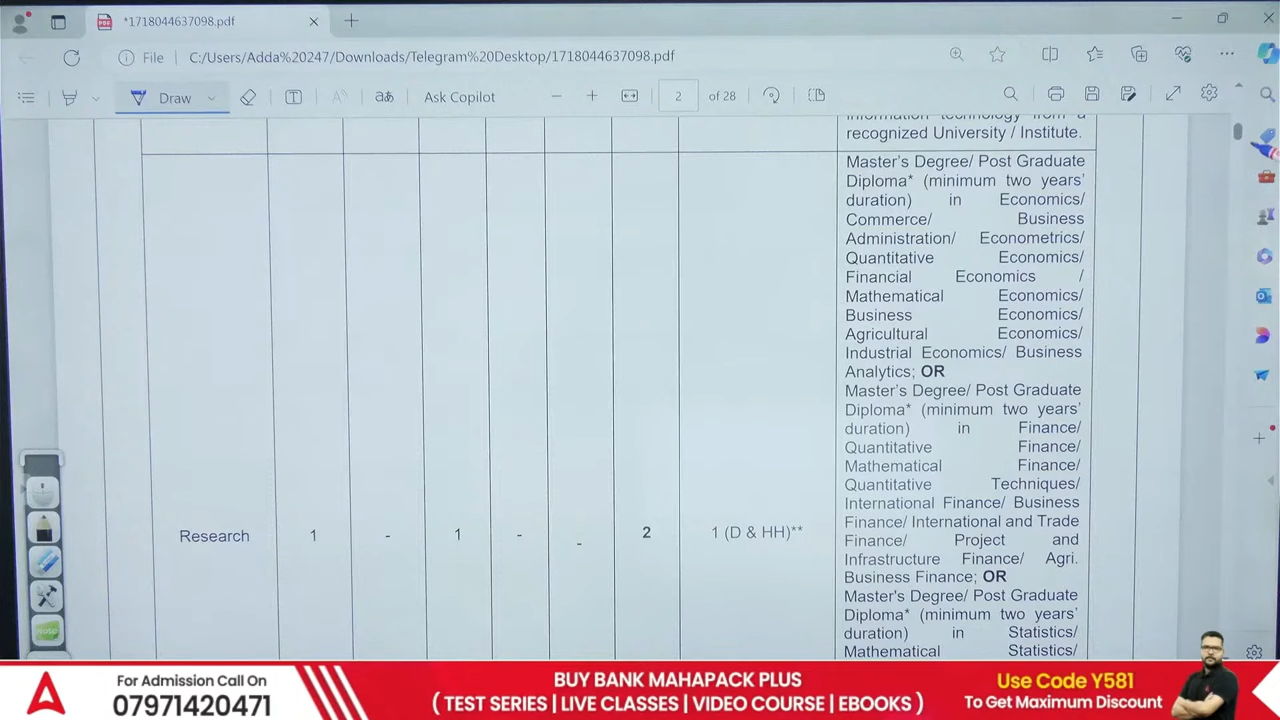 *1718044637098.pdf
File
C:/Users/Adda%20247/Downloads/Telegram%20Desktop/1718044637098.pdf
Draw
Ask Copilot
2 of 28
information technology from a
recognized University / Institute.
Master's Degree/ Post Graduate
Diploma* (minimum two years'
duration) in Economics/
Commerce/ Business
Administration/ Econometrics/
Quantitative Economics/
Financial Economics /
Mathematical Economics/
Business Economics/
Agricultural Economics/
Industrial Economics/ Business
Analytics; OR
Master's Degree/ Post Graduate
Diploma* (minimum two years'
duration) in Finance/
Quantitative Finance/
Mathematical Finance/
Quantitative Techniques/
International Finance/ Business
Finance/ International and Trade
Finance/ Project and
Infrastructure Finance/ Agri.
Business Finance; OR
Master's Degree/ Post Graduate
Diploma* (minimum two years'
duration) in Statistics/
Mathematical Statistics/
Research 1 - 1 - - 2 1 (D & HH)**
Note
For Admission Call On
07971420471
BUY BANK MAHAPACK PLUS
( TEST SERIES | LIVE CLASSES | VIDEO COURSE | EBOOKS )
Use Code Y581
To Get Maximum Discount